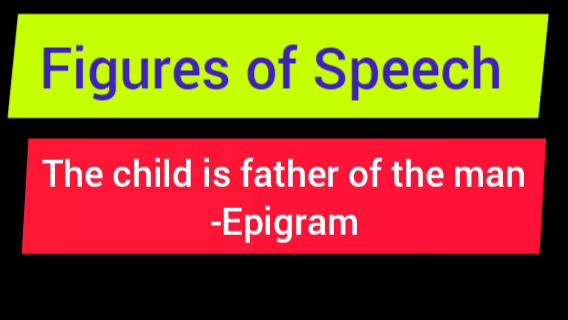 Figures of Speech
The child is father of the man
-Epigram